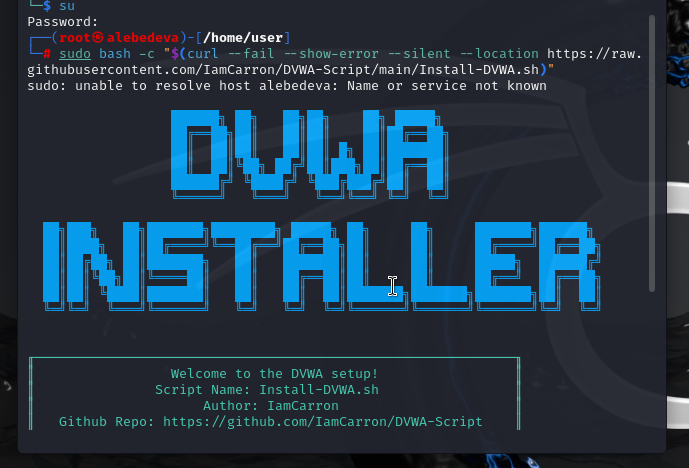 └─$ su
Password:
┌──(root㉿alebedeva)-[/home/user]
└─# sudo bash -c "$(curl --fail --show-error --silent --location https://raw.
githubusercontent.com/IamCarron/DVWA-Script/main/Install-DVWA.sh)"
sudo: unable to resolve host alebedeva: Name or service not known
DVWA
INSTALLER
Welcome to the DVWA setup!
Script Name: Install-DVWA.sh
Author: IamCarron
Github Repo: https://github.com/IamCarron/DVWA-Script